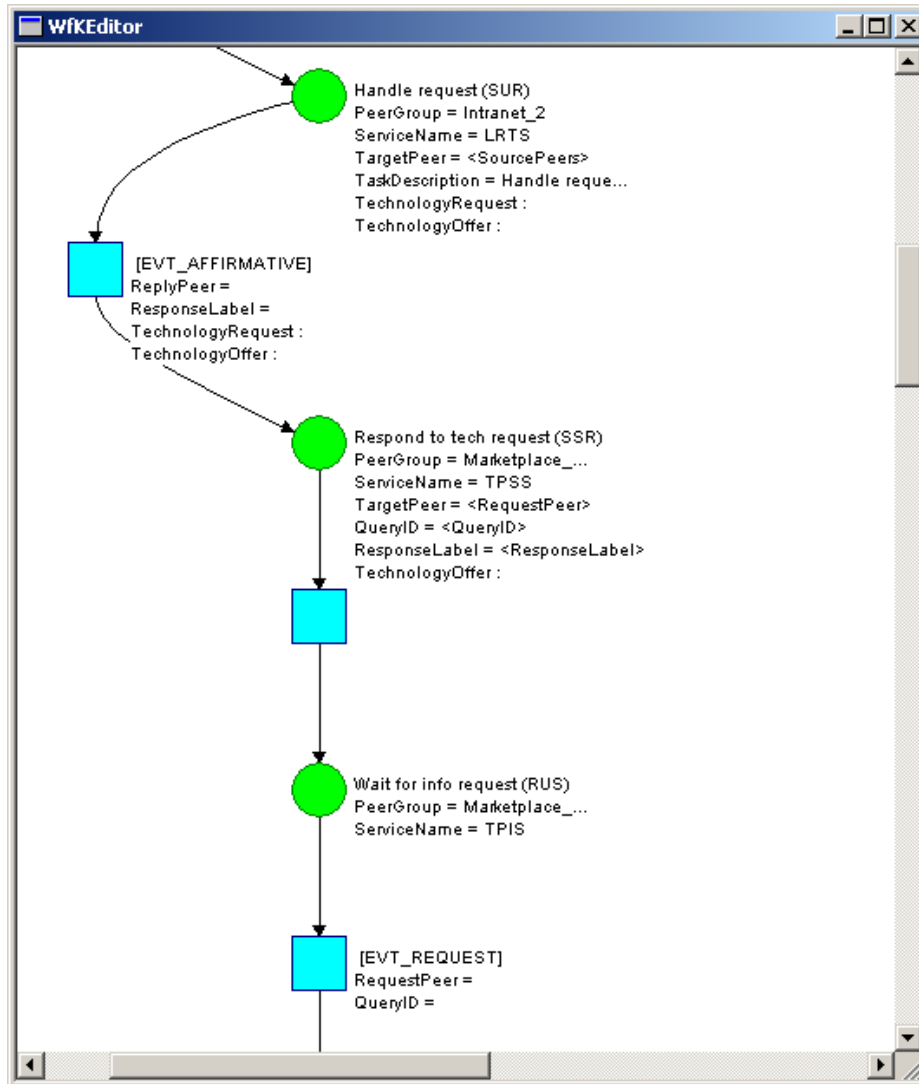 WfKEditor
Handle request (SUR)
PeerGroup = Intranet_2
ServiceName = LRTS
TargetPeer = <SourcePeers>
TaskDescription = Handle reque...
TechnologyRequest :
TechnologyOffer :
[EVT_AFFIRMATIVE]
ReplyPeer =
ResponseLabel =
TechnologyRequest :
TechnologyOffer :
Respond to tech request (SSR)
PeerGroup = Marketplace_...
ServiceName = TPSS
TargetPeer = <RequestPeer>
QueryID = <QueryID>
ResponseLabel = <ResponseLabel>
TechnologyOffer :
Wait for info request (RUS)
PeerGroup = Marketplace_...
ServiceName = TPIS
[EVT_REQUEST]
RequestPeer =
QueryID =